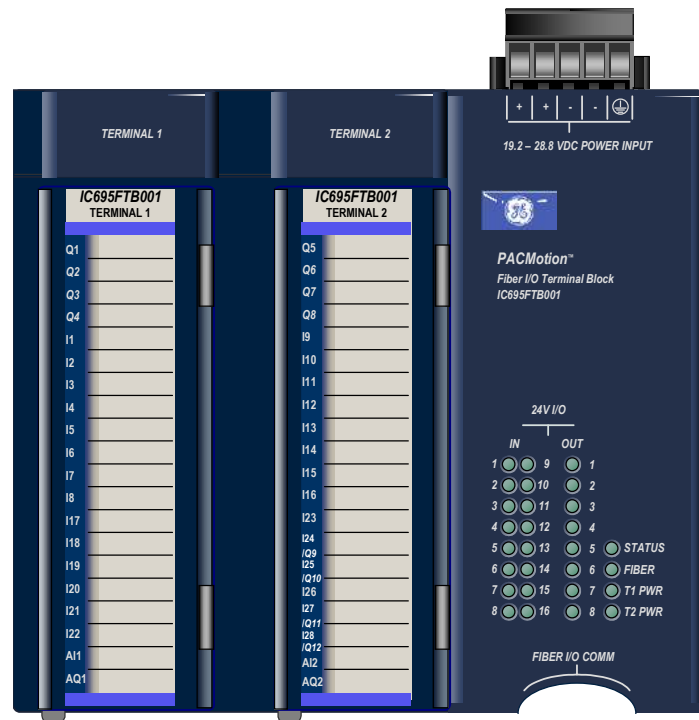 + + - -
19.2 – 28.8 VDC POWER INPUT
TERMINAL 1
TERMINAL 2
IC695FTB001
TERMINAL 1
Q1
Q2
Q3
Q4
I1
I2
I3
I4
I5
I6
I7
I8
I17
I18
I19
I20
I21
I22
AI1
AQ1
IC695FTB001
TERMINAL 2
Q5
Q6
Q7
Q8
I9
I10
I11
I12
I13
I14
I15
I16
I23
I24
/Q9
I25
/Q10
I26
I27
/Q11
I28
/Q12
AI2
AQ2
GE
PACMotion™
Fiber I/O Terminal Block
IC695FTB001
24V I/O
IN OUT
1 9 1
2 10 2
3 11 3
4 12 4
5 13 5 STATUS
6 14 6 FIBER
7 15 7 T1 PWR
8 16 8 T2 PWR
FIBER I/O COMM